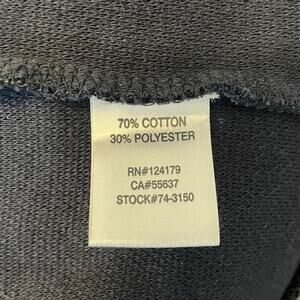 70% COTTON
30% POLYESTER
RN#124179
CA#55637
STOCK#74-3150